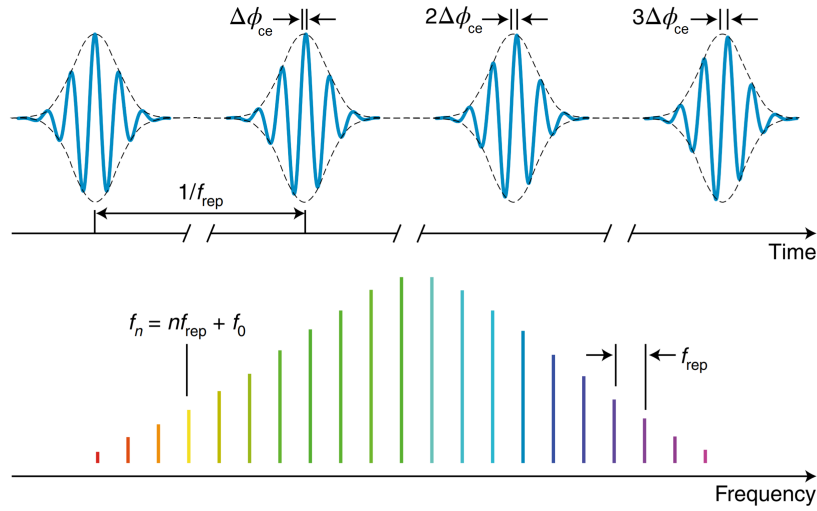 Δϕce
2Δϕce
3Δϕce
1/frep
Time
fn = nfrep + f0
frep
Frequency